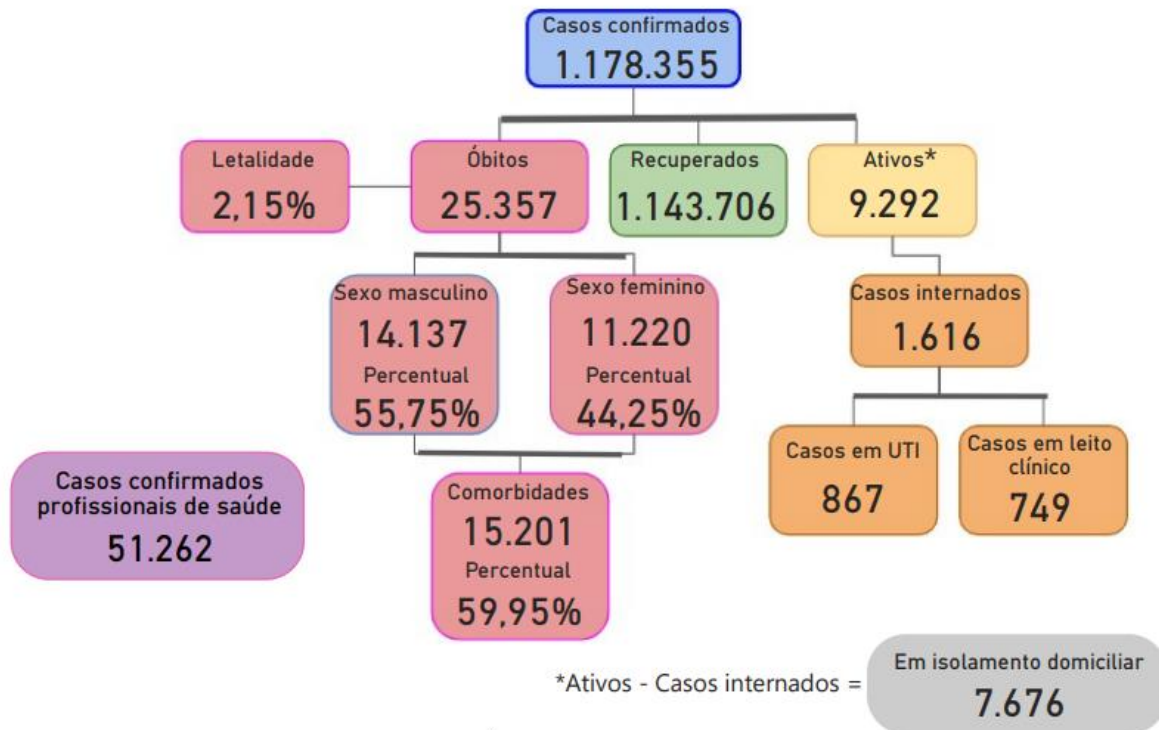 Casos confirmados
1.178.355
Letalidade
2,15%
Óbitos
25.357
Recuperados
1.143.706
Ativos*
9.292
Sexo masculino
14.137
Percentual
55,75%
Sexo feminino
11.220
Percentual
44,25%
Casos internados
1.616
Casos em UTI
867
Casos em leito
clínico
749
Casos confirmados
profissionais de saúde
51.262
Comorbidades
15.201
Percentual
59,95%
*Ativos - Casos internados =
Em isolamento domiciliar
7.676